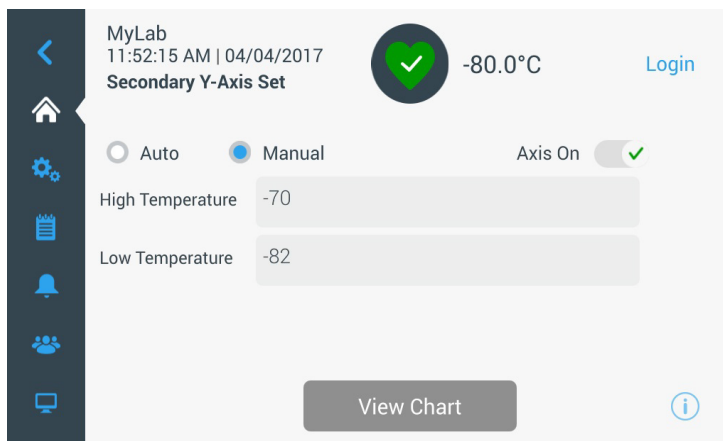 MyLab
11:52:15 AM | 04/04/2017
Secondary Y-Axis Set
-80.0°C
Login
Auto
Manual
Axis On
High Temperature
-70
Low Temperature
-82
View Chart
i